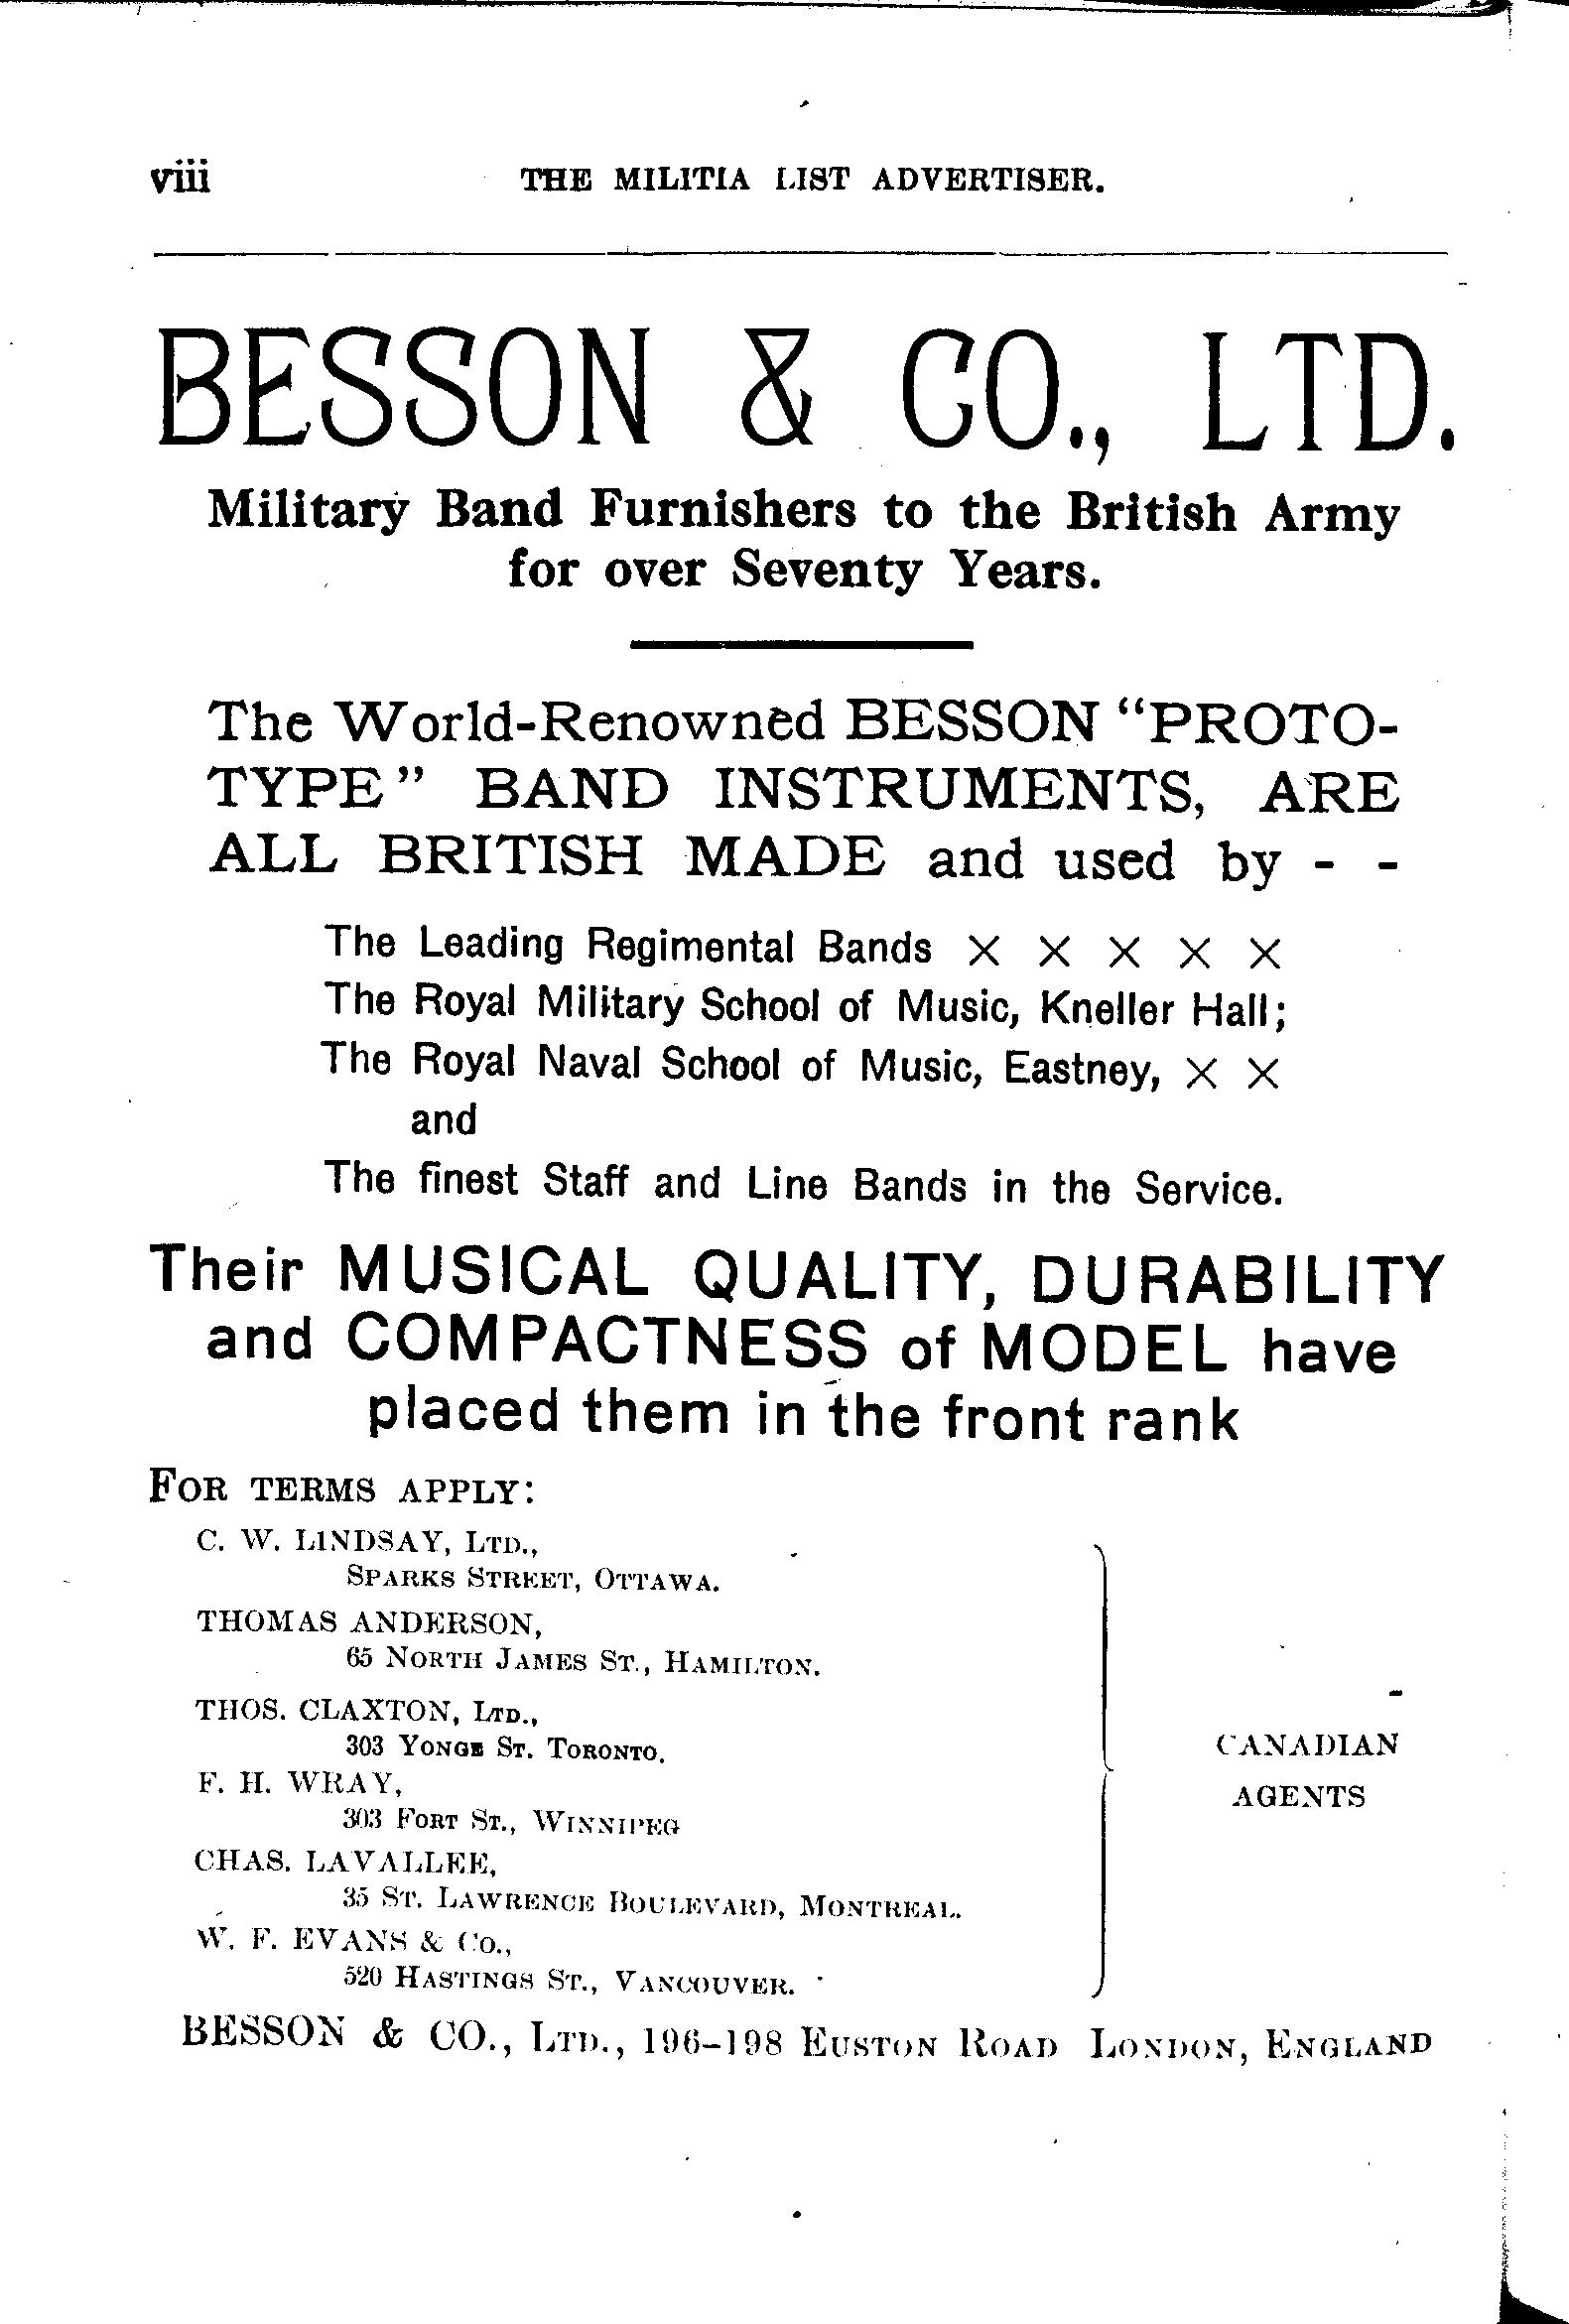 viii THE MILITIA LIST ADVERTISER.
BESSON & CO., LTD.
Military Band Furnishers to the British Army
for over Seventy Years.
The World-Renowned BESSON "PROTO-
TYPE" BAND INSTRUMENTS, ARE
ALL BRITISH MADE and used by - -
The Leading Regimental Bands × × × × ×
The Royal Military School of Music, Kneller Hall;
The Royal Naval School of Music, Eastney, × ×
and
The finest Staff and Line Bands in the Service.
Their MUSICAL QUALITY, DURABILITY
and COMPACTNESS of MODEL have
placed them in the front rank
FOR TERMS APPLY:
C. W. LINDSAY, LTD.,
SPARKS STREET, OTTAWA.
THOMAS ANDERSON,
65 NORTH JAMES ST., HAMILTON.
THOS. CLAXTON, LTD.,
303 YONGE ST. TORONTO.
F. H. WRAY,
303 FORT ST., WINNIPEG
CHAS. LAVALLEE,
35 ST. LAWRENCE BOULEVARD, MONTREAL.
W. F. EVANS & CO.,
520 HASTINGS ST., VANCOUVER.
CANADIAN
AGENTS
BESSON & CO., LTD., 196-198 EUSTON ROAD LONDON, ENGLAND